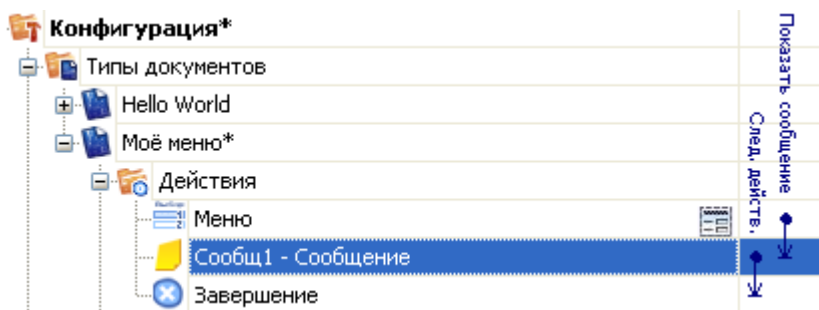 Конфигурация*
Типы документов
Hello World
Моё меню*
Действия
Меню
Сообщ1 - Сообщение
Завершение
След. действ.
Показать сообщение